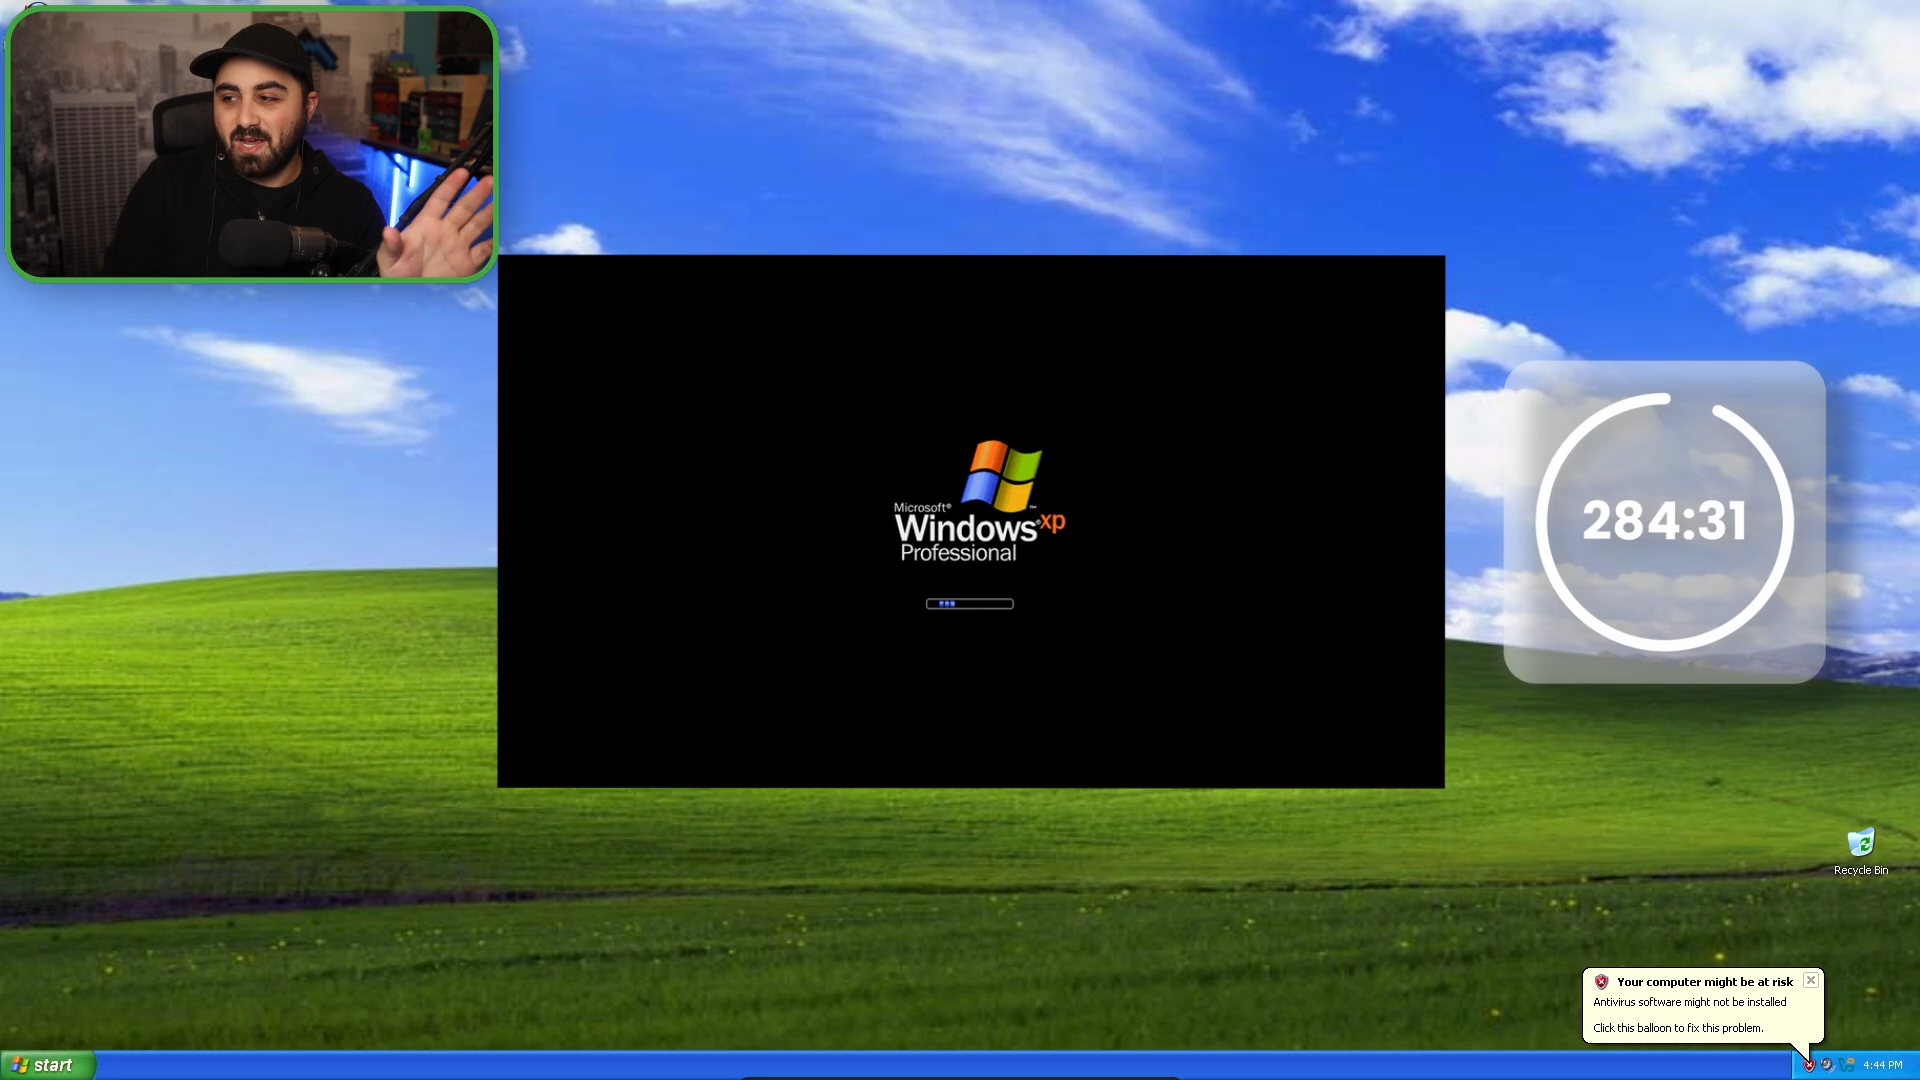 Microsoft®
Windows® xp ™
Professional
284:31
Recycle Bin
Your computer might be at risk
Antivirus software might not be installed
Click this balloon to fix this problem.
start
4:44 PM